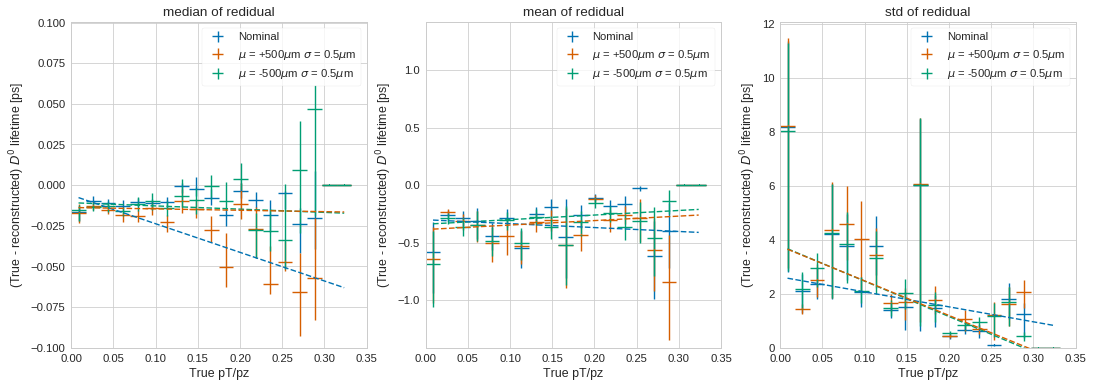 median of redidual
(True - reconstructed) D⁰ lifetime [ps]
0.100
0.075
0.050
0.025
0.000
−0.025
−0.050
−0.075
−0.100
Nominal
μ = +500μm σ = 0.5μm
μ = -500μm σ = 0.5μm
0.00 0.05 0.10 0.15 0.20 0.25 0.30 0.35
True pT/pz
mean of redidual
(True - reconstructed) D⁰ lifetime [ps]
1.0
0.5
0.0
−0.5
−1.0
Nominal
μ = +500μm σ = 0.5μm
μ = -500μm σ = 0.5μm
0.00 0.05 0.10 0.15 0.20 0.25 0.30 0.35
True pT/pz
std of redidual
(True - reconstructed) D⁰ lifetime [ps]
12
10
8
6
4
2
0
Nominal
μ = +500μm σ = 0.5μm
μ = -500μm σ = 0.5μm
0.00 0.05 0.10 0.15 0.20 0.25 0.30 0.35
True pT/pz